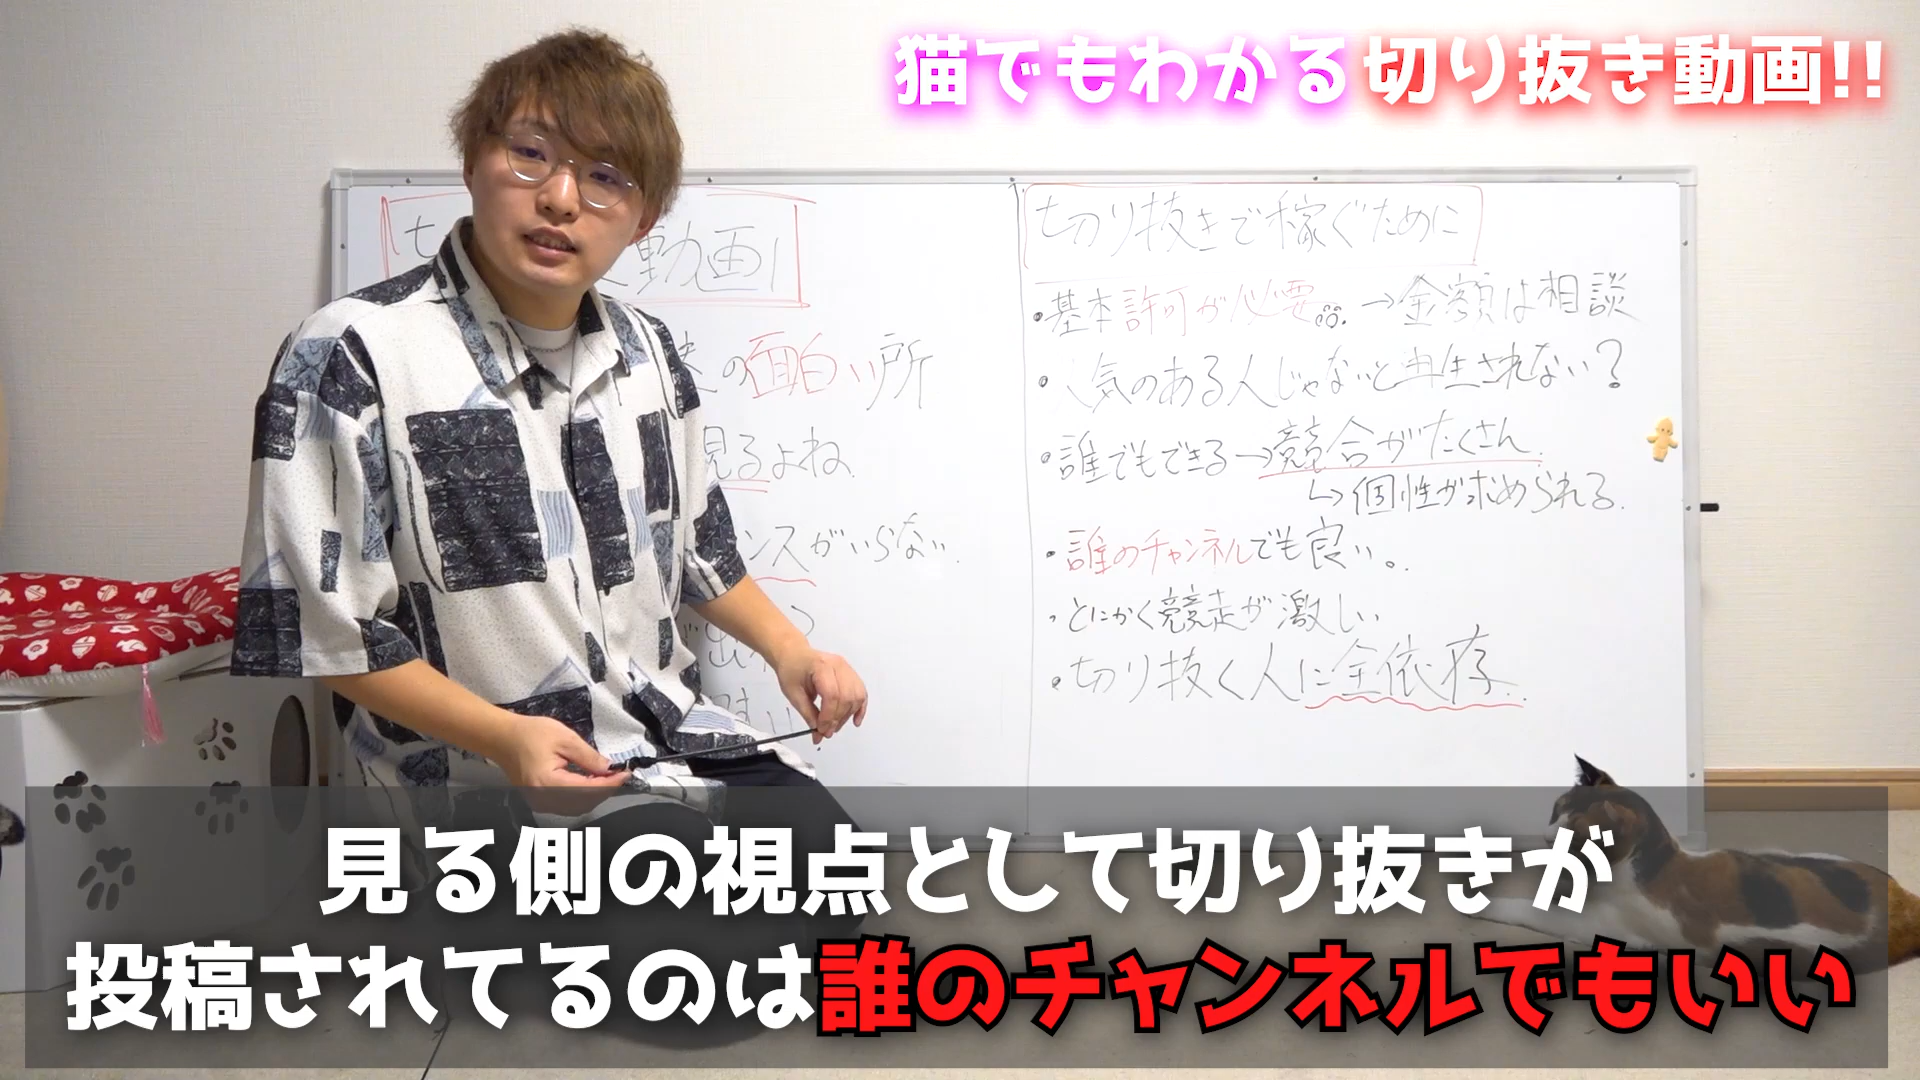 猫でもわかる切り抜き動画!!
切 動画
の面白い所
見るよね
ンスがいらない
切り抜きで稼ぐために
・基本許可が必要 →金額は相談
・人気のある人じゃないと再生されない?
・誰でもできる→競合がたくさん
↳個性が求められる.
・誰のチャンネルでも良い。
・とにかく競走が激しい
・切り抜く人に全依存..
見る側の視点として切り抜きが
投稿されてるのは誰のチャンネルでもいい